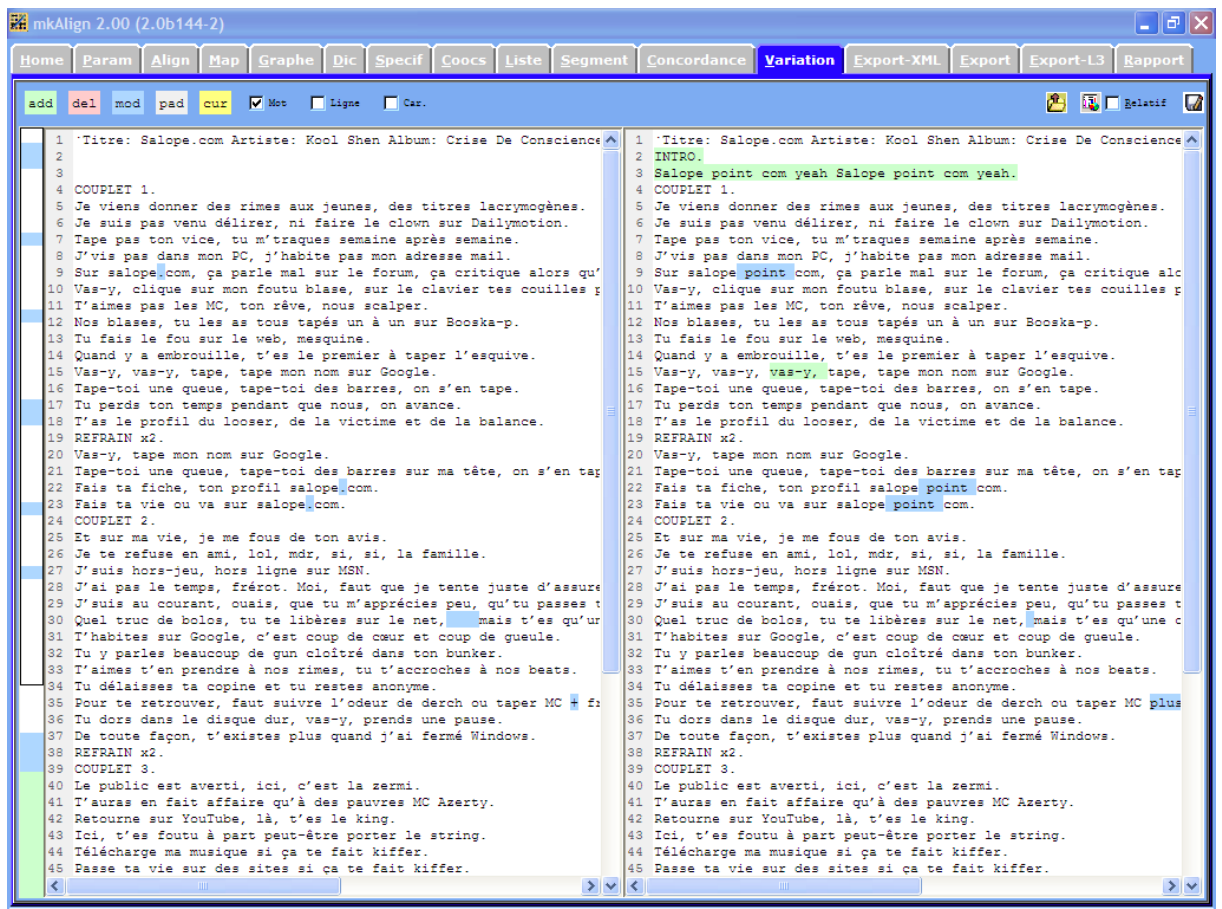 mkAlign 2.00 (2.0b144-2)
Home Param Align Map Graphe Dic Specif Coocs Liste Segment Concordance Variation Export-XML Export Export-L3 Rapport
add del mod pad cur Mot Ligne Car. Relatif
1 `Titre: Salope.com Artiste: Kool Shen Album: Crise De Conscience
2
3
4 COUPLET 1.
5 Je viens donner des rimes aux jeunes, des titres lacrymogènes.
6 Je suis pas venu délirer, ni faire le clown sur Dailymotion.
7 Tape pas ton vice, tu m’traques semaine après semaine.
8 J’vis pas dans mon PC, j’habite pas mon adresse mail.
9 Sur salope.com, ça parle mal sur le forum, ça critique alors qu’
10 Vas-y, clique sur mon foutu blase, sur le clavier tes couilles p
11 T’aimes pas les MC, ton rêve, nous scalper.
12 Nos blases, tu les as tous tapés un à un sur Booska-p.
13 Tu fais le fou sur le web, mesquine.
14 Quand y a embrouille, t’es le premier à taper l’esquive.
15 Vas-y, vas-y, tape, tape mon nom sur Google.
16 Tape-toi une queue, tape-toi des barres, on s’en tape.
17 Tu perds ton temps pendant que nous, on avance.
18 T’as le profil du looser, de la victime et de la balance.
19 REFRAIN x2.
20 Vas-y, tape mon nom sur Google.
21 Tape-toi une queue, tape-toi des barres sur ma tête, on s’en tap
22 Fais ta fiche, ton profil salope.com.
23 Fais ta vie ou va sur salope.com.
24 COUPLET 2.
25 Et sur ma vie, je me fous de ton avis.
26 Je te refuse en ami, lol, mdr, si, si, la famille.
27 J’suis hors-jeu, hors ligne sur MSN.
28 J’ai pas le temps, frérot. Moi, faut que je tente juste d’assure
29 J’suis au courant, ouais, que tu m’apprécies peu, qu’tu passes t
30 Quel truc de bolos, tu te libères sur le net, mais t’es qu’un
31 T’habites sur Google, c’est coup de cœur et coup de gueule.
32 Tu y parles beaucoup de gun cloîtré dans ton bunker.
33 T’aimes t’en prendre à nos rimes, tu t’accroches à nos beats.
34 Tu délaisses ta copine et tu restes anonyme.
35 Pour te retrouver, faut suivre l’odeur de derch ou taper MC + fr
36 Tu dors dans le disque dur, vas-y, prends une pause.
37 De toute façon, t’existes plus quand j’ai fermé Windows.
38 REFRAIN x2.
39 COUPLET 3.
40 Le public est averti, ici, c’est la zermi.
41 T’auras en fait affaire qu’à des pauvres MC Azerty.
42 Retourne sur YouTube, là, t’es le king.
43 Ici, t’es foutu à part peut-être porter le string.
44 Télécharge ma musique si ça te fait kiffer.
45 Passe ta vie sur des sites si ça te fait kiffer.
1 `Titre: Salope.com Artiste: Kool Shen Album: Crise De Conscience
2 INTRO.
3 Salope point com yeah Salope point com yeah.
4 COUPLET 1.
5 Je viens donner des rimes aux jeunes, des titres lacrymogènes.
6 Je suis pas venu délirer, ni faire le clown sur Dailymotion.
7 Tape pas ton vice, tu m’traques semaine après semaine.
8 J’vis pas dans mon PC, j’habite pas mon adresse mail.
9 Sur salope point com, ça parle mal sur le forum, ça critique alo
10 Vas-y, clique sur mon foutu blase, sur le clavier tes couilles p
11 T’aimes pas les MC, ton rêve, nous scalper.
12 Nos blases, tu les as tous tapés un à un sur Booska-p.
13 Tu fais le fou sur le web, mesquine.
14 Quand y a embrouille, t’es le premier à taper l’esquive.
15 Vas-y, vas-y, vas-y, tape, tape mon nom sur Google.
16 Tape-toi une queue, tape-toi des barres, on s’en tape.
17 Tu perds ton temps pendant que nous, on avance.
18 T’as le profil du looser, de la victime et de la balance.
19 REFRAIN x2.
20 Vas-y, tape mon nom sur Google.
21 Tape-toi une queue, tape-toi des barres sur ma tête, on s’en tap
22 Fais ta fiche, ton profil salope point com.
23 Fais ta vie ou va sur salope point com.
24 COUPLET 2.
25 Et sur ma vie, je me fous de ton avis.
26 Je te refuse en ami, lol, mdr, si, si, la famille.
27 J’suis hors-jeu, hors ligne sur MSN.
28 J’ai pas le temps, frérot. Moi, faut que je tente juste d’assure
29 J’suis au courant, ouais, que tu m’apprécies peu, qu’tu passes t
30 Quel truc de bolos, tu te libères sur le net, mais t’es qu’une c
31 T’habites sur Google, c’est coup de cœur et coup de gueule.
32 Tu y parles beaucoup de gun cloîtré dans ton bunker.
33 T’aimes t’en prendre à nos rimes, tu t’accroches à nos beats.
34 Tu délaisses ta copine et tu restes anonyme.
35 Pour te retrouver, faut suivre l’odeur de derch ou taper MC plus
36 Tu dors dans le disque dur, vas-y, prends une pause.
37 De toute façon, t’existes plus quand j’ai fermé Windows.
38 REFRAIN x2.
39 COUPLET 3.
40 Le public est averti, ici, c’est la zermi.
41 T’auras en fait affaire qu’à des pauvres MC Azerty.
42 Retourne sur YouTube, là, t’es le king.
43 Ici, t’es foutu à part peut-être porter le string.
44 Télécharge ma musique si ça te fait kiffer.
45 Passe ta vie sur des sites si ça te fait kiffer.